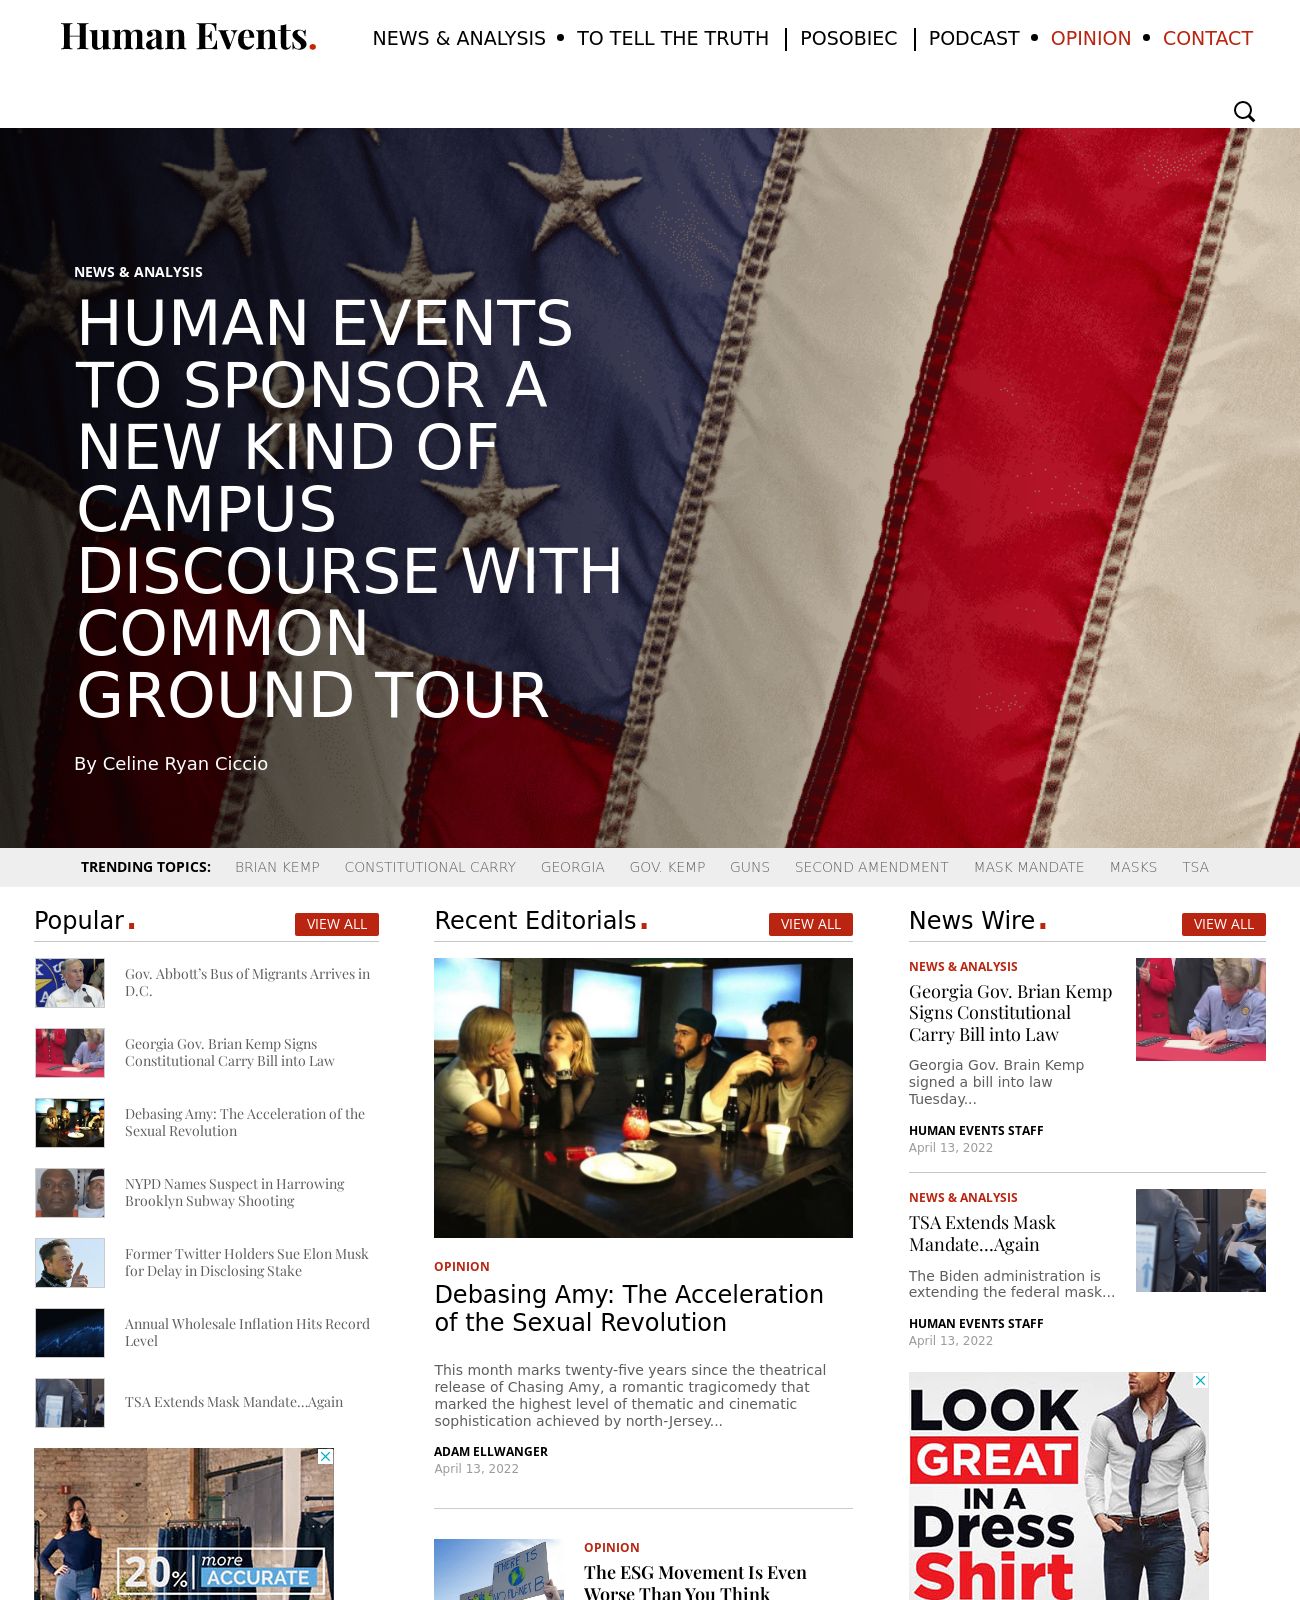 Human Events.
NEWS & ANALYSIS • TO TELL THE TRUTH | POSOBIEC | PODCAST • OPINION • CONTACT
NEWS & ANALYSIS
HUMAN EVENTS
TO SPONSOR A
NEW KIND OF
CAMPUS
DISCOURSE WITH
COMMON
GROUND TOUR
By Celine Ryan Ciccio
TRENDING TOPICS: BRIAN KEMP CONSTITUTIONAL CARRY GEORGIA GOV. KEMP GUNS SECOND AMENDMENT MASK MANDATE MASKS TSA
Popular.
VIEW ALL
Gov. Abbott's Bus of Migrants Arrives in
D.C.
Georgia Gov. Brian Kemp Signs
Constitutional Carry Bill into Law
Debasing Amy: The Acceleration of the
Sexual Revolution
NYPD Names Suspect in Harrowing
Brooklyn Subway Shooting
Former Twitter Holders Sue Elon Musk
for Delay in Disclosing Stake
Annual Wholesale Inflation Hits Record
Level
TSA Extends Mask Mandate...Again
20% more
ACCURATE
Recent Editorials.
VIEW ALL
OPINION
Debasing Amy: The Acceleration
of the Sexual Revolution
This month marks twenty-five years since the theatrical
release of Chasing Amy, a romantic tragicomedy that
marked the highest level of thematic and cinematic
sophistication achieved by north-Jersey...
ADAM ELLWANGER
April 13, 2022
THERE IS
NO PLANET B
OPINION
The ESG Movement Is Even
Worse Than You Think
News Wire.
VIEW ALL
NEWS & ANALYSIS
Georgia Gov. Brian Kemp
Signs Constitutional
Carry Bill into Law
Georgia Gov. Brain Kemp
signed a bill into law
Tuesday...
HUMAN EVENTS STAFF
April 13, 2022
NEWS & ANALYSIS
TSA Extends Mask
Mandate...Again
The Biden administration is
extending the federal mask...
HUMAN EVENTS STAFF
April 13, 2022
LOOK
GREAT
IN A
Dress
Shirt